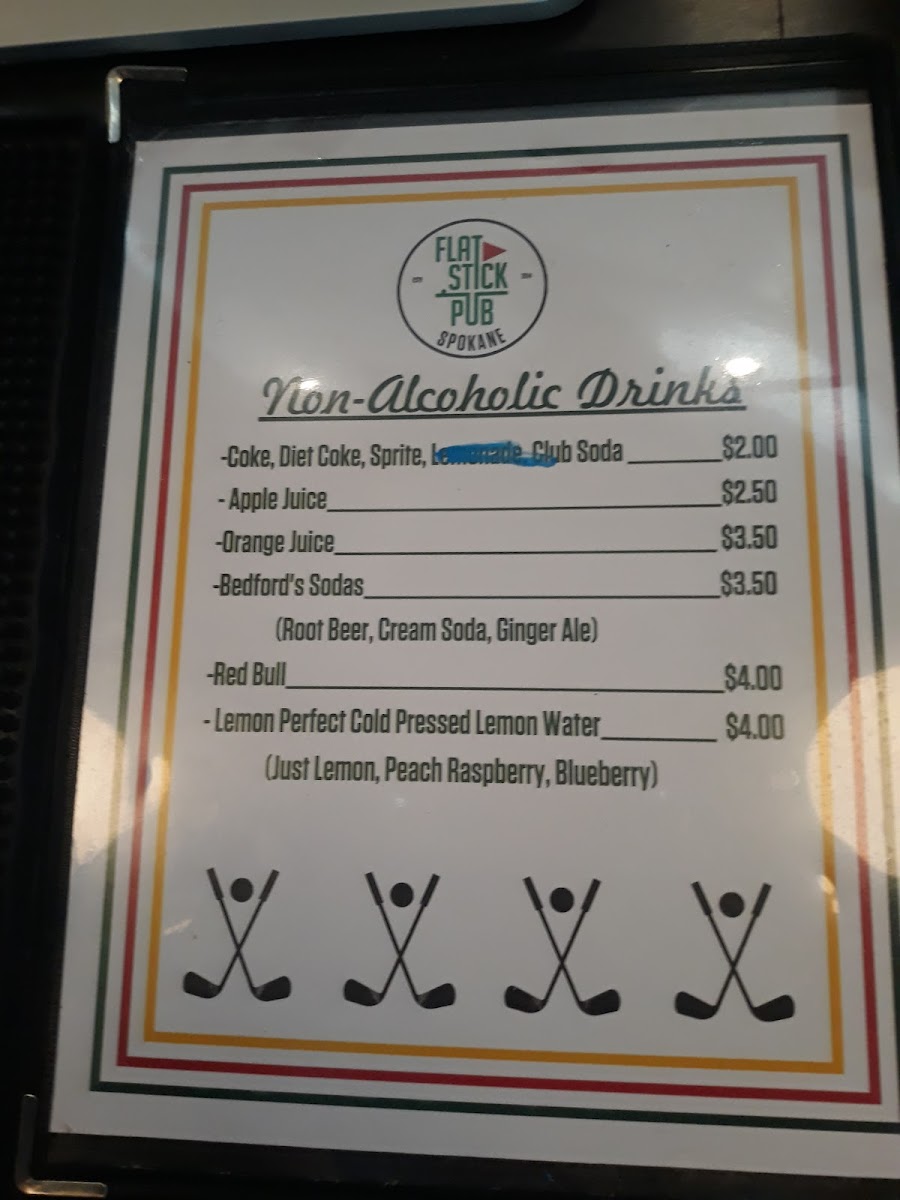 FLAT
STICK
PUB
SPOKANE
Non-Alcoholic Drinks
-Coke, Diet Coke, Sprite, Lemonade, Club Soda $2.00
- Apple Juice $2.50
-Orange Juice $3.50
-Bedford's Sodas $3.50
(Root Beer, Cream Soda, Ginger Ale)
-Red Bull $4.00
- Lemon Perfect Cold Pressed Lemon Water $4.00
(Just Lemon, Peach Raspberry, Blueberry)